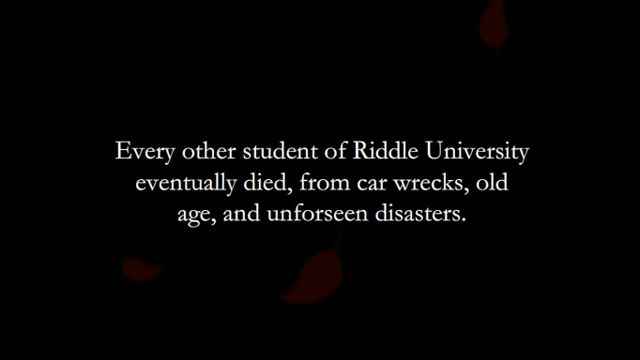 Every other student of Riddle University
eventually died, from car wrecks, old
age, and unforseen disasters.